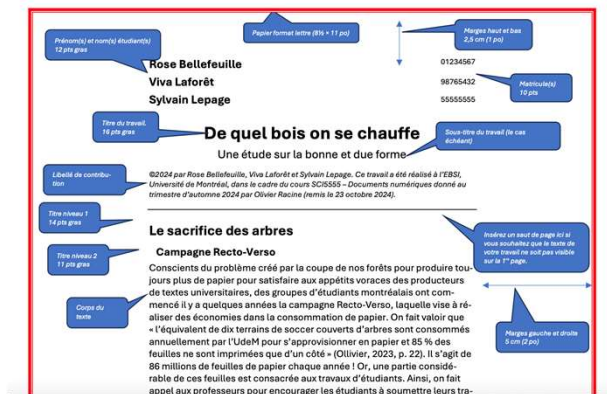 Papier format lettre (8½ × 11 po)
Marges haut et bas
2,5 cm (1 po)
Prénom(s) et nom(s) étudiant(s)
12 pts gras
Rose Bellefeuille
01234567
Viva Laforêt
98765432
Matricule(s)
10 pts
Sylvain Lepage
55555555
Titre du travail.
16 pts gras
De quel bois on se chauffe
Sous-titre du travail (le cas
échéant)
Une étude sur la bonne et due forme
Libellé de contribu-
tion
©2024 par Rose Bellefeuille, Viva Laforêt et Sylvain Lepage. Ce travail a été réalisé à l'EBSI,
Université de Montréal, dans le cadre du cours SCI5555 – Documents numériques donné au
trimestre d'automne 2024 par Olivier Racine (remis le 23 octobre 2024).
Titre niveau 1
14 pts gras
Le sacrifice des arbres
Insérez un saut de page ici si
vous souhaitez que le texte de
votre travail ne soit pas visible
sur la 1re page.
Titre niveau 2
11 pts gras
Campagne Recto-Verso
Corps du
texte
Conscients du problème créé par la coupe de nos forêts pour produire tou-
jours plus de papier pour satisfaire aux appétits voraces des producteurs
de textes universitaires, des groupes d'étudiants montréalais ont com-
mencé il y a quelques années la campagne Recto-Verso, laquelle vise à ré-
aliser des économies dans la consommation de papier. On fait valoir que
« l'équivalent de dix terrains de soccer couverts d'arbres sont consommés
annuellement par l'UdeM pour s'approvisionner en papier et 85 % des
feuilles ne sont imprimées que d'un côté » (Ollivier, 2023, p. 22). Il s'agit de
86 millions de feuilles de papier chaque année ! Or, une partie considé-
rable de ces feuilles est consacrée aux travaux d'étudiants. Ainsi, on fait
appel aux professeurs pour encourager les étudiants à soumettre leurs tra-
Marges gauche et droite
5 cm (2 po)